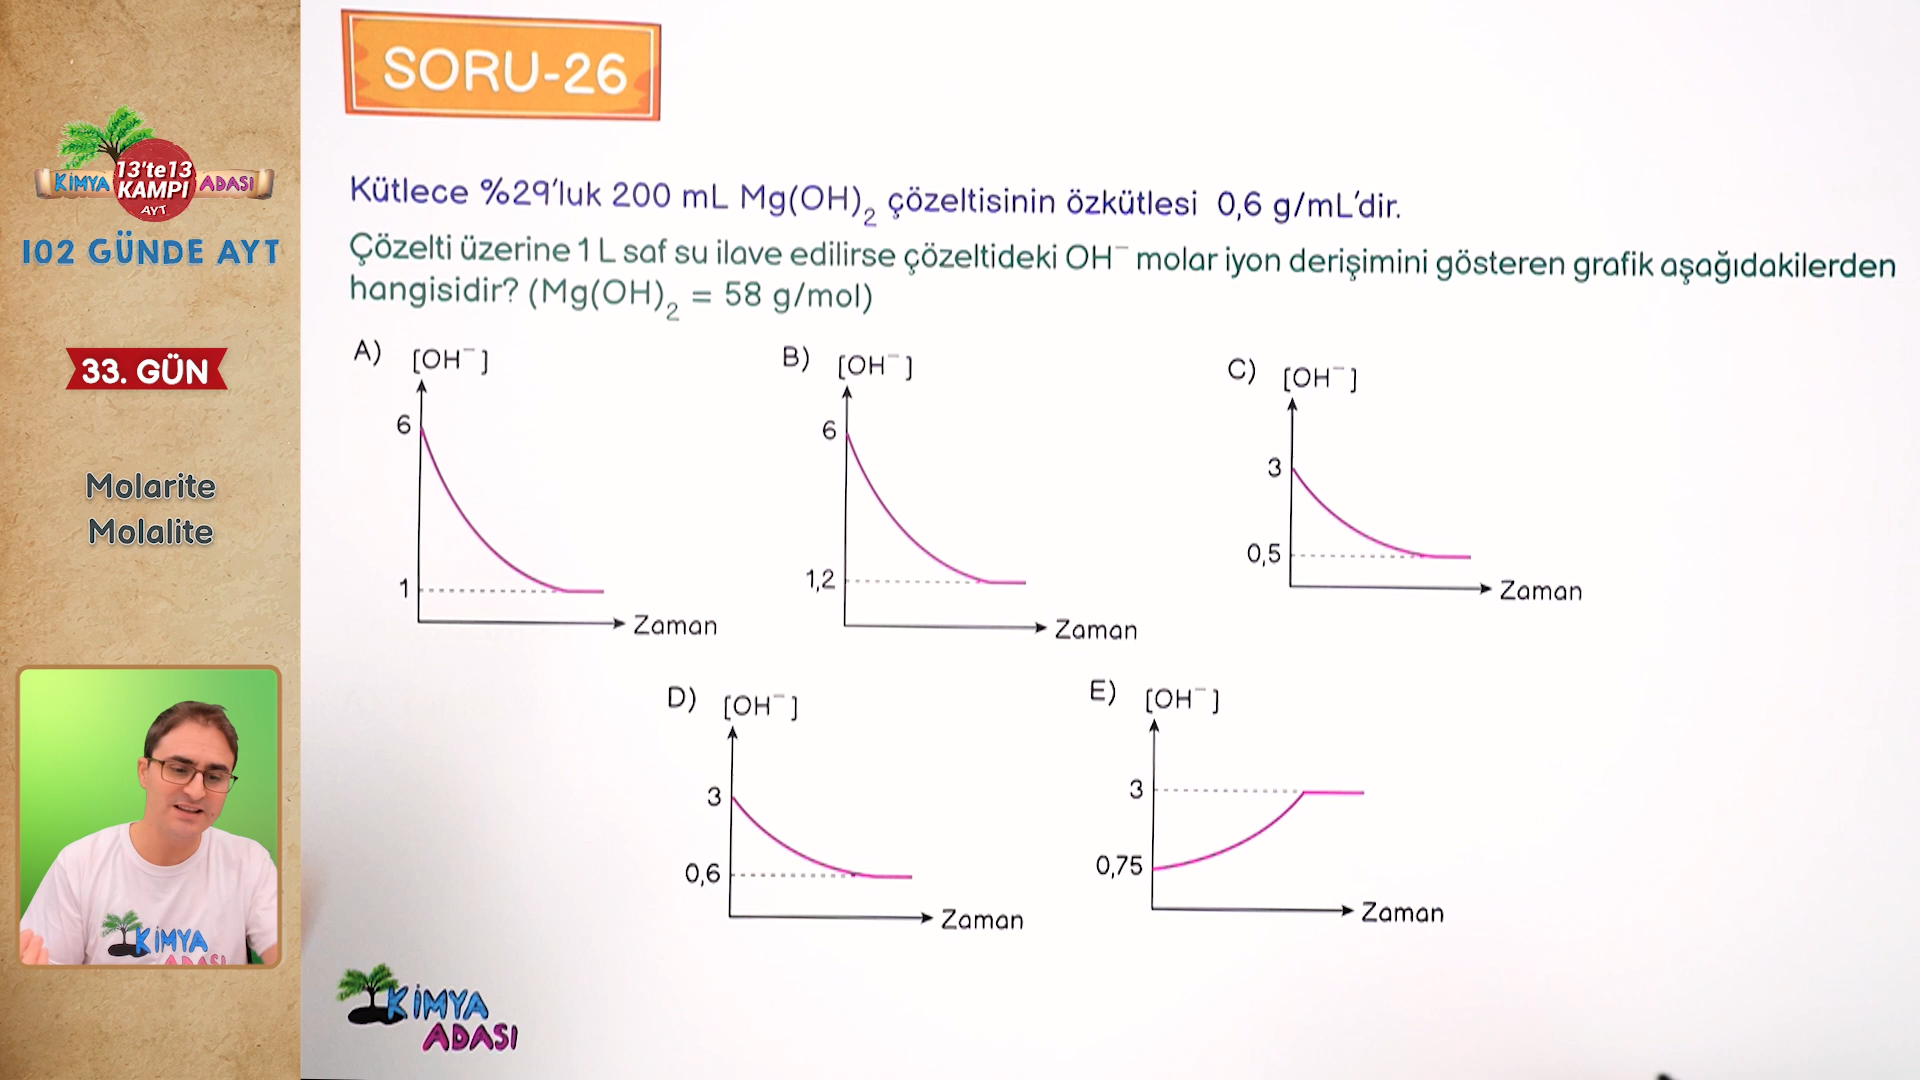 SORU-26
13'te13
KİMYA KAMPI ADASI
AYT
102 GÜNDE AYT
33. GÜN
Molarite
Molalite
Kütlece %29'luk 200 mL Mg(OH)₂ çözeltisinin özkütlesi 0,6 g/mL'dir.
Çözelti üzerine 1 L saf su ilave edilirse çözeltideki OH⁻ molar iyon derişimini gösteren grafik aşağıdakilerden
hangisidir? (Mg(OH)₂ = 58 g/mol)
A) [OH⁻]
6
1
Zaman
B) [OH⁻]
6
1,2
Zaman
C) [OH⁻]
3
0,5
Zaman
D) [OH⁻]
3
0,6
Zaman
E) [OH⁻]
3
0,75
Zaman
KİMYA
ADASI
KİMYA
ADASI